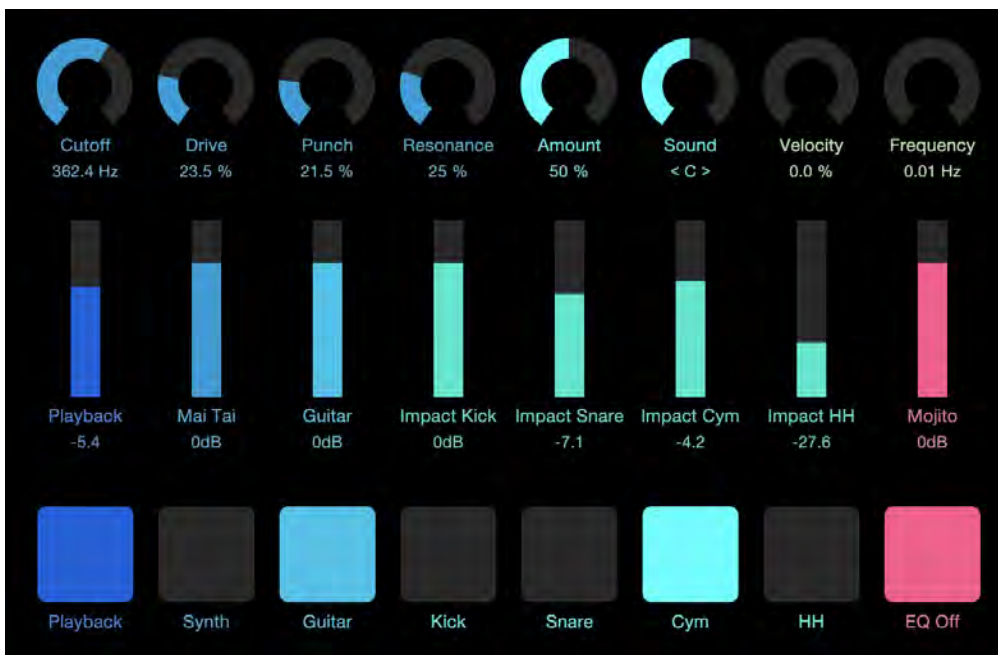 Cutoff Drive Punch Resonance Amount Sound Velocity Frequency
362.4 Hz 23.5 % 21.5 % 25 % 50 % < C > 0.0 % 0.01 Hz
Playback Mai Tai Guitar Impact Kick Impact Snare Impact Cym Impact HH Mojito
-5.4 0dB 0dB 0dB -7.1 -4.2 -27.6 0dB
Playback Synth Guitar Kick Snare Cym HH EQ Off